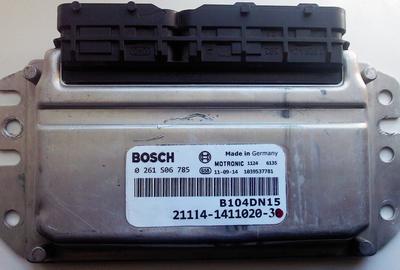 BOSCH
Made in Germany
MOTRONIC 1124 6135
0 261 S06 785
11-09-14 1039S37781
B104DN15
21114-1411020-30